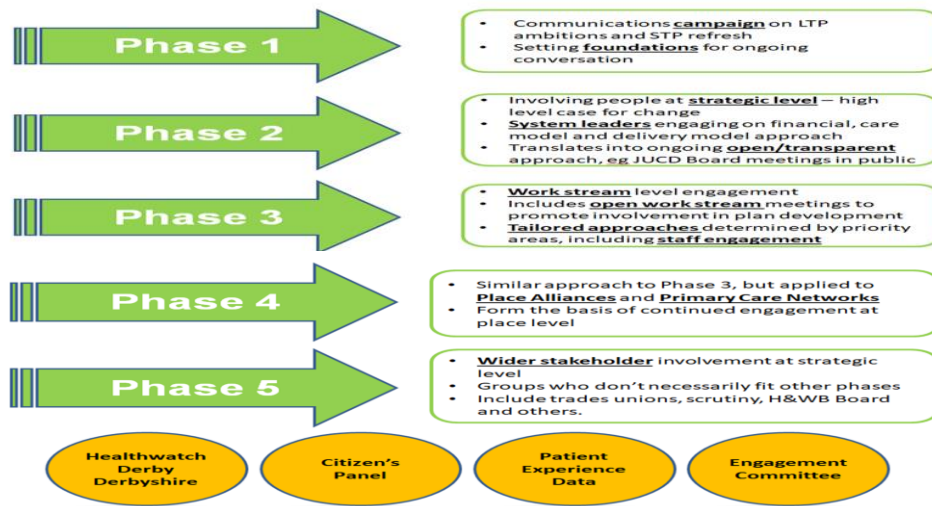 Phase 1
• Communications campaign on LTP
ambitions and STP refresh
• Setting foundations for ongoing
conversation
Phase 2
• Involving people at strategic level – high
level case for change
• System leaders engaging on financial, care
model and delivery model approach
• Translates into ongoing open/transparent
approach, eg JUCD Board meetings in public
Phase 3
• Work stream level engagement
• Includes open work stream meetings to
promote involvement in plan development
• Tailored approaches determined by priority
areas, including staff engagement
Phase 4
• Similar approach to Phase 3, but applied to
Place Alliances and Primary Care Networks
• Form the basis of continued engagement at
place level
Phase 5
• Wider stakeholder involvement at strategic
level
• Groups who don't necessarily fit other phases
• Include trades unions, scrutiny, H&WB Board
and others.
Healthwatch
Derby
Derbyshire
Citizen's
Panel
Patient
Experience
Data
Engagement
Committee